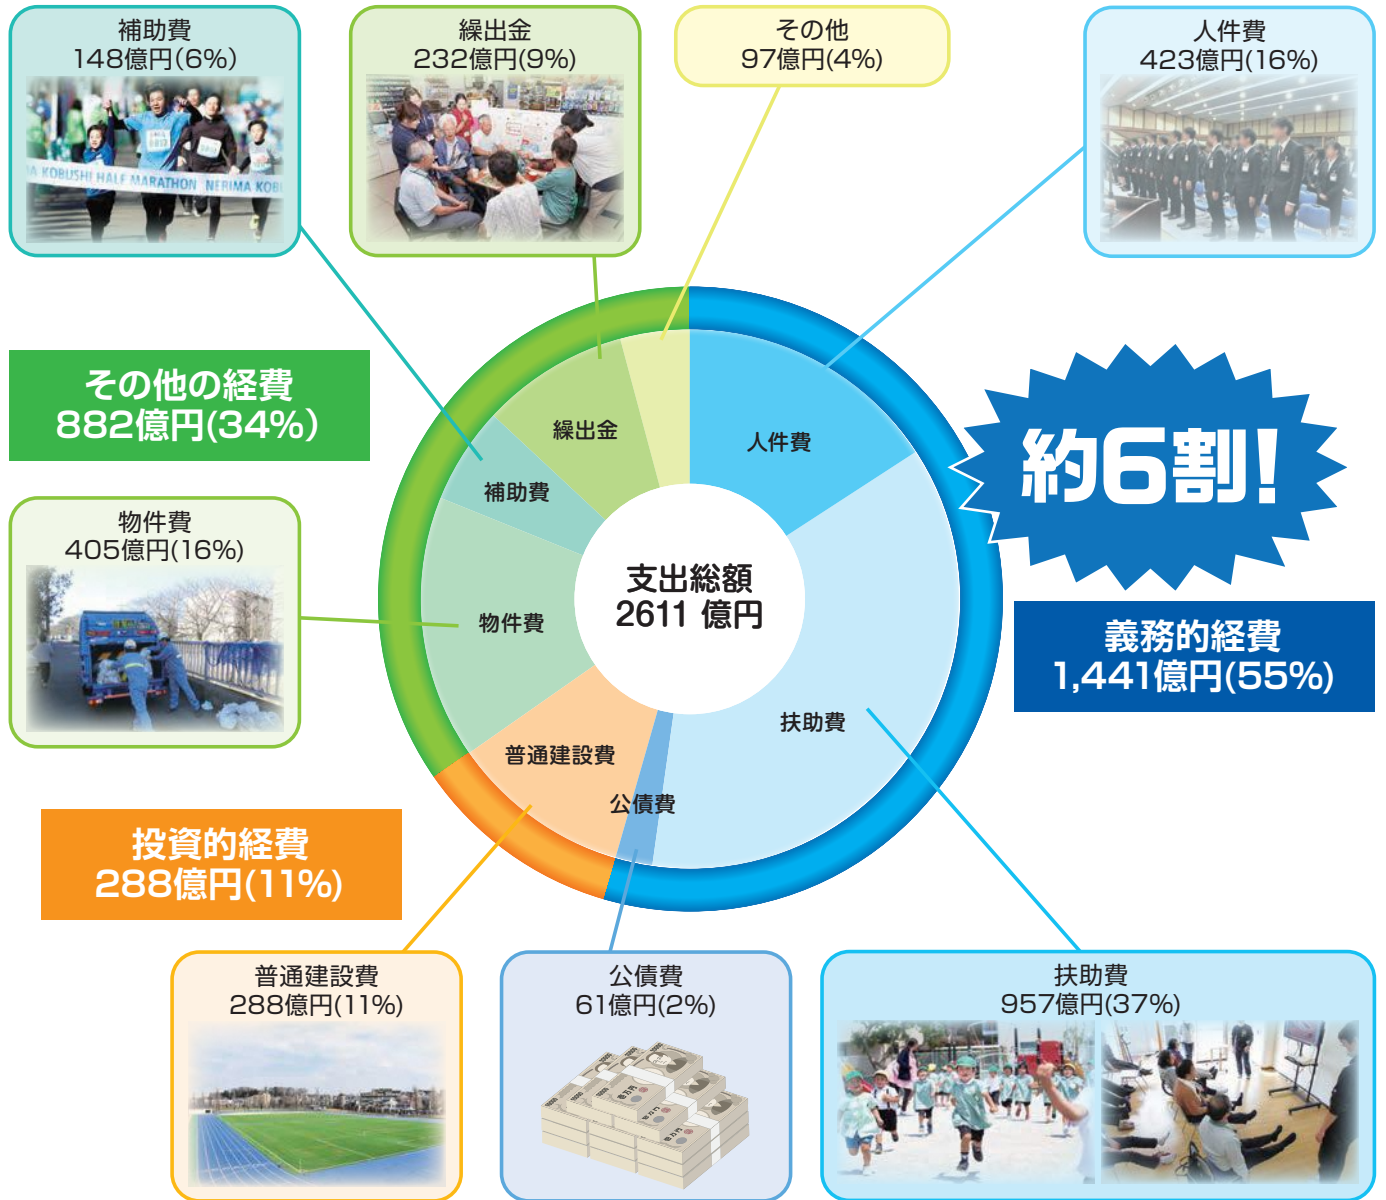 補助費
148億円(6%)
KOBUSHI HALF MARATHON NERIMA KOBU
繰出金
232億円(9%)
その他
97億円(4%)
人件費
423億円(16%)
その他の経費
882億円(34%)
約6割!
義務的経費
1,441億円(55%)
物件費
405億円(16%)
繰出金
人件費
補助費
物件費
支出総額
2611 億円
扶助費
普通建設費
公債費
投資的経費
288億円(11%)
普通建設費
288億円(11%)
公債費
61億円(2%)
扶助費
957億円(37%)